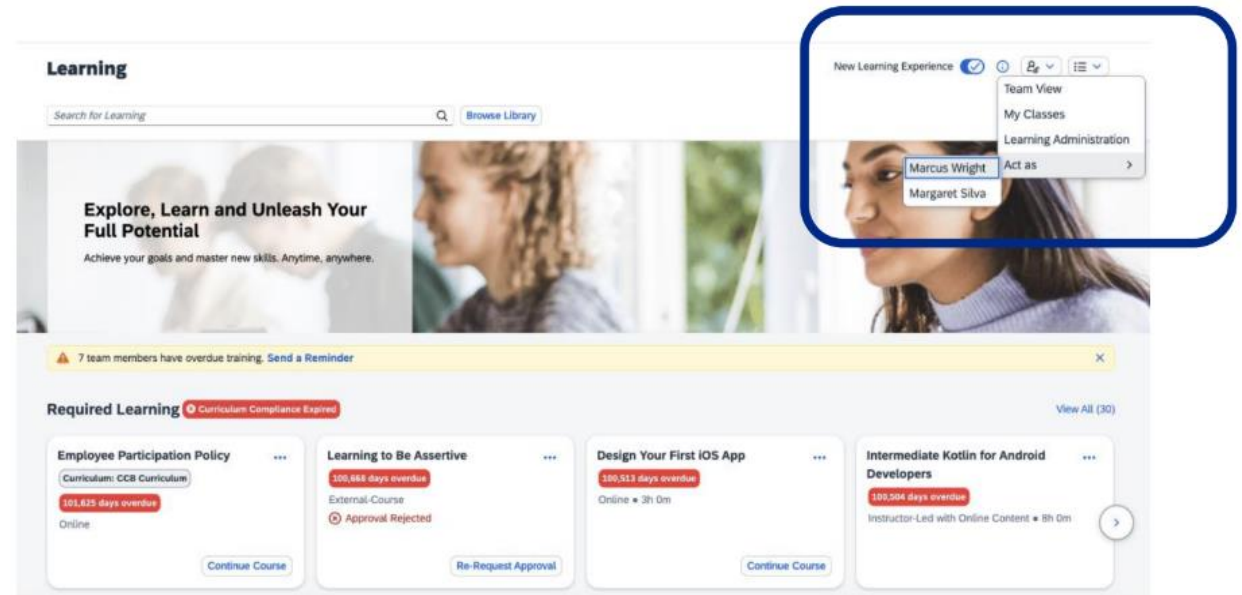 Learning
New Learning Experience
Team View
My Classes
Learning Administration
Act as
Marcus Wright
Margaret Silva
Search for Learning
Browse Library
Explore, Learn and Unleash Your
Full Potential
Achieve your goals and master new skills. Anytime, anywhere.
7 team members have overdue training. Send a Reminder
Required Learning Curriculum Compliance Expired
View All (30)
Employee Participation Policy
Curriculum: CCB Curriculum
101,625 days overdue
Online
Continue Course
Learning to Be Assertive
100,668 days overdue
External-Course
Approval Rejected
Re-Request Approval
Design Your First iOS App
100,513 days overdue
Online • 3h 0m
Continue Course
Intermediate Kotlin for Android
Developers
100,504 days overdue
Instructor-Led with Online Content • 8h 0m